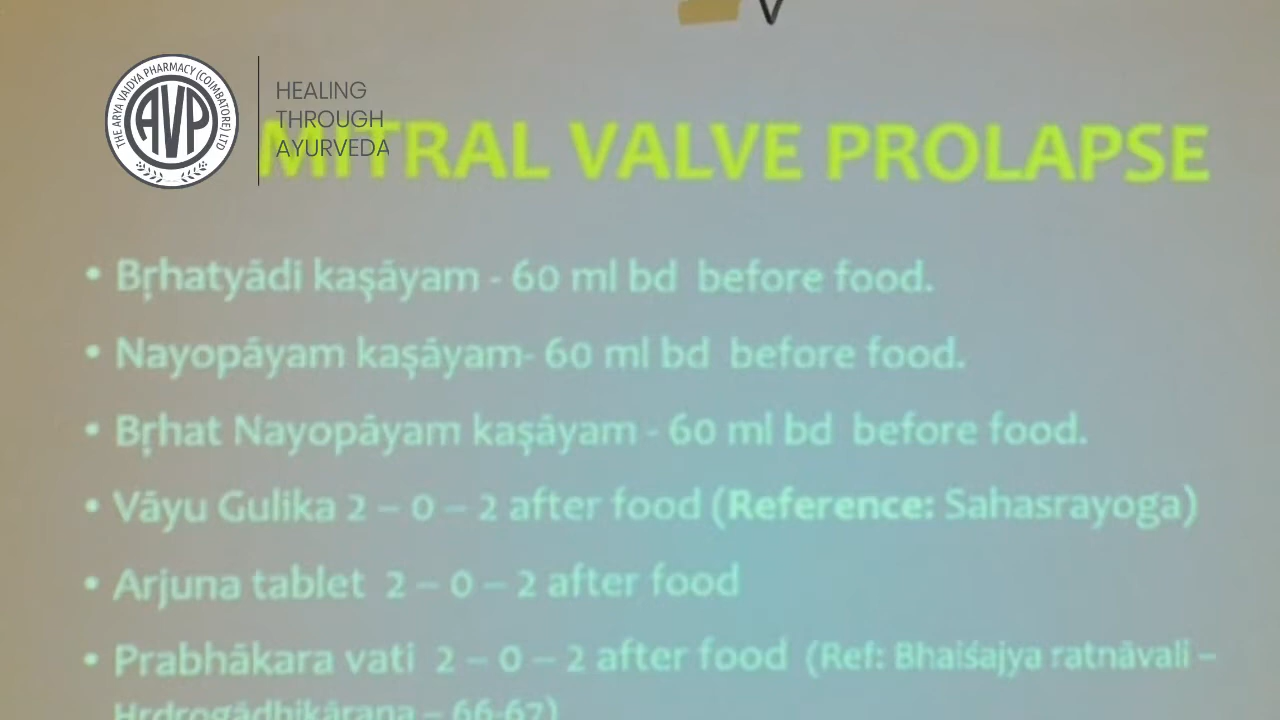 THE ARYA VAIDYA PHARMACY (COIMBATORE) LTD
AVP
HEALING
THROUGH
AYURVEDA
MITRAL VALVE PROLAPSE
• Bṛhatyādi kaṣāyam - 60 ml bd before food.
• Nayopāyam kaṣāyam- 60 ml bd before food.
• Bṛhat Nayopāyam kaṣāyam - 60 ml bd before food.
• Vāyu Gulika 2 – 0 – 2 after food (Reference: Sahasrayoga)
• Arjuna tablet 2 – 0 – 2 after food
• Prabhākara vati 2 – 0 – 2 after food (Ref: Bhaiśajya ratnāvali –
Hrdrogādhikārana – 66-67)